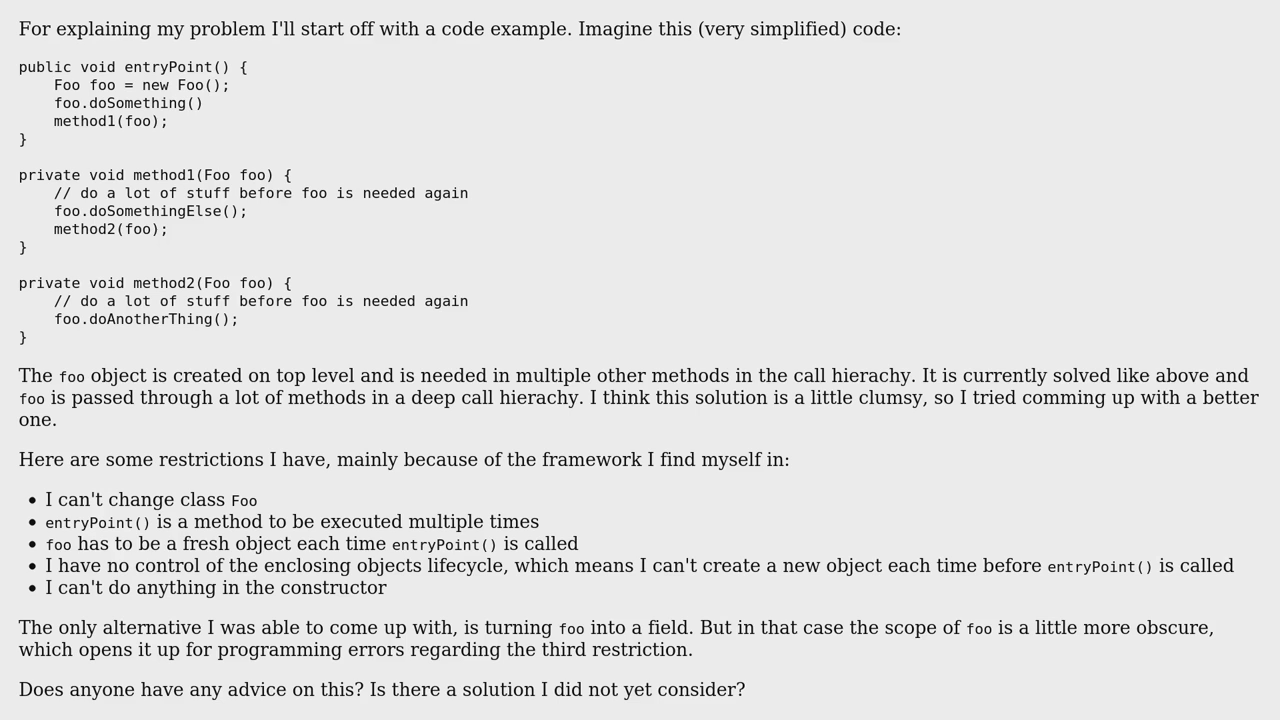 For explaining my problem I'll start off with a code example. Imagine this (very simplified) code:
public void entryPoint() {
    Foo foo = new Foo();
    foo.doSomething()
    method1(foo);
}
private void method1(Foo foo) {
    // do a lot of stuff before foo is needed again
    foo.doSomethingElse();
    method2(foo);
}
private void method2(Foo foo) {
    // do a lot of stuff before foo is needed again
    foo.doAnotherThing();
}
The foo object is created on top level and is needed in multiple other methods in the call hierachy. It is currently solved like above and
foo is passed through a lot of methods in a deep call hierachy. I think this solution is a little clumsy, so I tried comming up with a better
one.
Here are some restrictions I have, mainly because of the framework I find myself in:
• I can't change class Foo
• entryPoint() is a method to be executed multiple times
• foo has to be a fresh object each time entryPoint() is called
• I have no control of the enclosing objects lifecycle, which means I can't create a new object each time before entryPoint() is called
• I can't do anything in the constructor
The only alternative I was able to come up with, is turning foo into a field. But in that case the scope of foo is a little more obscure,
which opens it up for programming errors regarding the third restriction.
Does anyone have any advice on this? Is there a solution I did not yet consider?